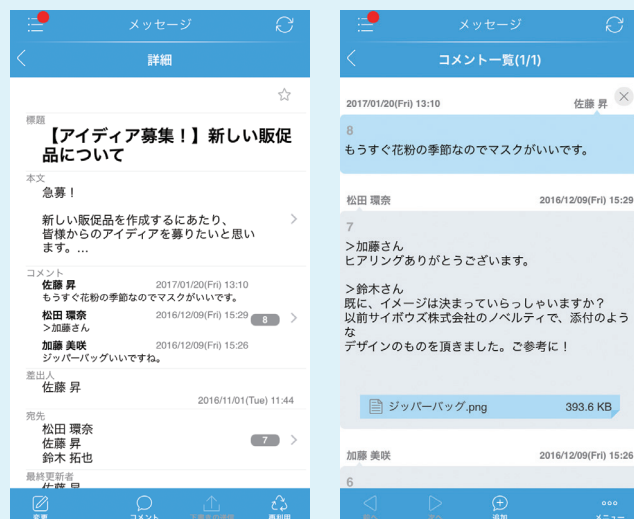 メッセージ
詳細
標題
【アイディア募集！】新しい販促
品について
本文
急募！
新しい販促品を作成するにあたり、
皆様からのアイディアを募りたいと思い
ます。...
コメント
佐藤 昇 2017/01/20(Fri) 13:10
もうすぐ花粉の季節なのでマスクがいいです。
松田 環奈 2016/12/09(Fri) 15:29
>加藤さん
8
加藤 美咲 2016/12/09(Fri) 15:26
ジッパーバッグいいですね。
差出人
佐藤 昇
2016/11/01(Tue) 11:44
宛先
松田 環奈
佐藤 昇
鈴木 拓也
7
最終更新者
佐藤 昇
変更 コメント 再利用
メッセージ
コメント一覧(1/1)
2017/01/20(Fri) 13:10 佐藤 昇
8
もうすぐ花粉の季節なのでマスクがいいです。
松田 環奈 2016/12/09(Fri) 15:29
7
>加藤さん
ヒアリングありがとうございます。
>鈴木さん
既に、イメージは決まっていらっしゃいますか？
以前サイボウズ株式会社のノベルティで、添付のよう
な
デザインのものを頂きました。ご参考に！
ジッパーバッグ.png 393.6 KB
加藤 美咲 2016/12/09(Fri) 15:26
6
追加 メニュー